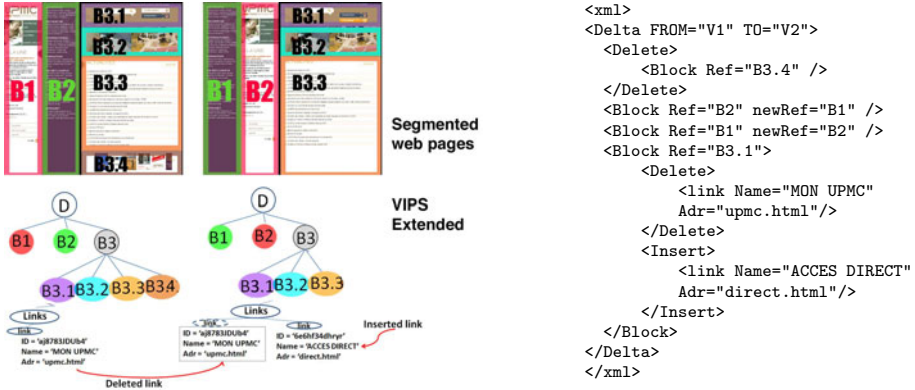 B1
B2
B3.1
B3.2
B3.3
B3.4
B1
B2
B3.1
B3.2
B3.3
Segmented
web pages
D
B1
B2
B3
B3.1
B3.2
B3.3
B3.4
D
B1
B2
B3
B3.1
B3.2
B3.3
VIPS
Extended
Links
link
ID = 'aj8783JDUb4'
Name = 'MON UPMC'
Adr = 'upmc.html'
Links
link
ID = 'aj8783JDUb4'
Name = 'MON UPMC'
Adr = 'upmc.html'
link
ID = '6e6hf34dhryr'
Name = 'ACCES DIRECT'
Adr = 'direct.html'
Inserted link
Deleted link
<xml>
<Delta FROM="V1" TO="V2">
<Delete>
<Block Ref="B3.4" />
</Delete>
<Block Ref="B2" newRef="B1" />
<Block Ref="B1" newRef="B2" />
<Block Ref="B3.1">
<Delete>
<link Name="MON UPMC"
Adr="upmc.html"/>
</Delete>
<Insert>
<link Name="ACCES DIRECT"
Adr="direct.html"/>
</Insert>
</Block>
</Delta>
</xml>